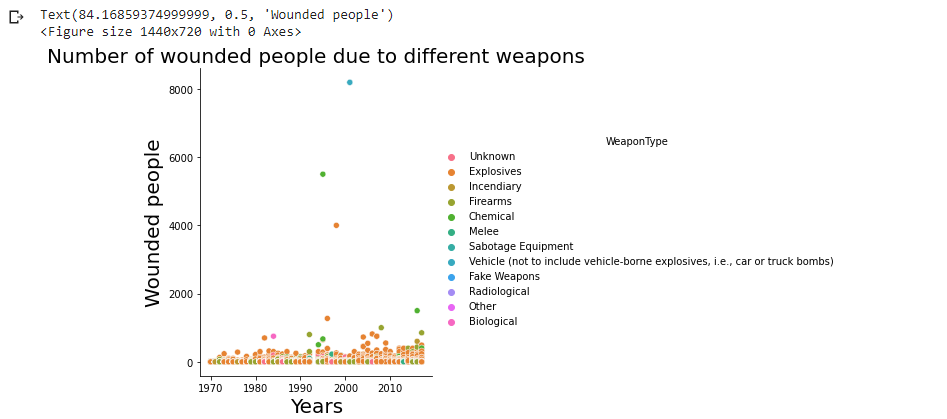 Text(84.16859374999999, 0.5, 'Wounded people')
<Figure size 1440x720 with 0 Axes>
Number of wounded people due to different weapons
8000
6000
4000
2000
0
Wounded people
1970 1980 1990 2000 2010
Years
WeaponType
Unknown
Explosives
Incendiary
Firearms
Chemical
Melee
Sabotage Equipment
Vehicle (not to include vehicle-borne explosives, i.e., car or truck bombs)
Fake Weapons
Radiological
Other
Biological